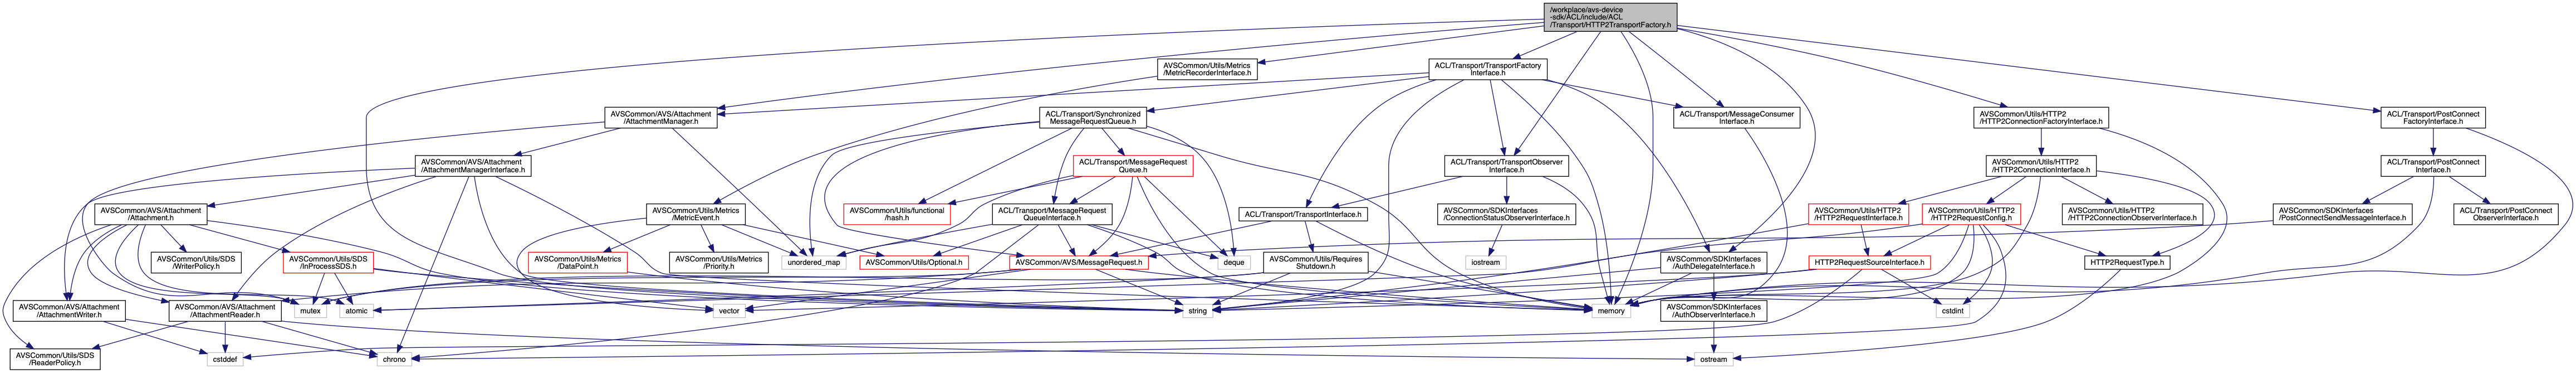 /workplace/avs-device
-sdk/ACL/include/ACL
/Transport/HTTP2TransportFactory.h
AVSCommon/Utils/Metrics
/MetricRecorderInterface.h
ACL/Transport/TransportFactory
Interface.h
AVSCommon/AVS/Attachment
/AttachmentManager.h
ACL/Transport/Synchronized
MessageRequestQueue.h
ACL/Transport/MessageConsumer
Interface.h
AVSCommon/Utils/HTTP2
/HTTP2ConnectionFactoryInterface.h
ACL/Transport/PostConnect
FactoryInterface.h
AVSCommon/AVS/Attachment
/AttachmentManagerInterface.h
ACL/Transport/MessageRequest
Queue.h
ACL/Transport/TransportObserver
Interface.h
AVSCommon/Utils/HTTP2
/HTTP2ConnectionInterface.h
ACL/Transport/PostConnect
Interface.h
AVSCommon/AVS/Attachment
/Attachment.h
AVSCommon/Utils/Metrics
/MetricEvent.h
AVSCommon/Utils/functional
/hash.h
ACL/Transport/MessageRequest
QueueInterface.h
ACL/Transport/TransportInterface.h
AVSCommon/SDKInterfaces
/ConnectionStatusObserverInterface.h
AVSCommon/Utils/HTTP2
/HTTP2RequestInterface.h
AVSCommon/Utils/HTTP2
/HTTP2RequestConfig.h
AVSCommon/Utils/HTTP2
/HTTP2ConnectionObserverInterface.h
AVSCommon/SDKInterfaces
/PostConnectSendMessageInterface.h
ACL/Transport/PostConnect
ObserverInterface.h
AVSCommon/Utils/SDS
/WriterPolicy.h
AVSCommon/Utils/SDS
/InProcessSDS.h
AVSCommon/Utils/Metrics
/DataPoint.h
AVSCommon/Utils/Metrics
/Priority.h
unordered_map
AVSCommon/Utils/Optional.h
AVSCommon/AVS/MessageRequest.h
deque
AVSCommon/Utils/Requires
Shutdown.h
iostream
AVSCommon/SDKInterfaces
/AuthDelegateInterface.h
HTTP2RequestSourceInterface.h
HTTP2RequestType.h
AVSCommon/AVS/Attachment
/AttachmentWriter.h
AVSCommon/AVS/Attachment
/AttachmentReader.h
mutex
atomic
vector
string
memory
AVSCommon/SDKInterfaces
/AuthObserverInterface.h
cstdint
AVSCommon/Utils/SDS
/ReaderPolicy.h
cstddef
chrono
ostream